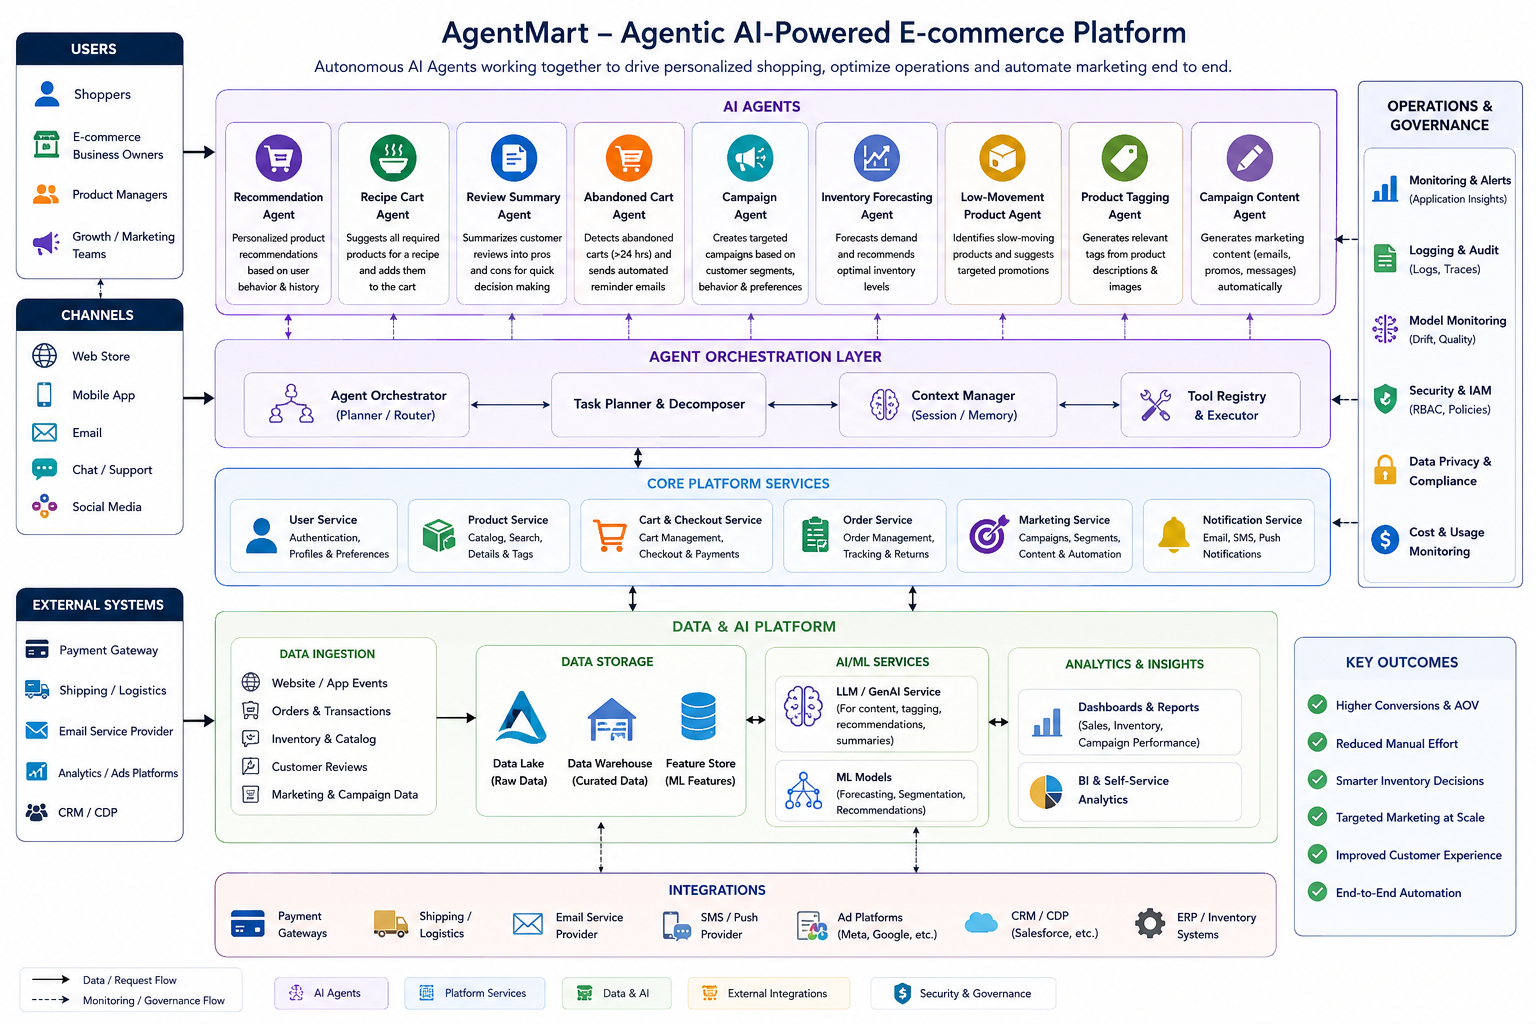 AgentMart – Agentic AI-Powered E-commerce Platform
Autonomous AI Agents working together to drive personalized shopping, optimize operations and automate marketing end to end.
USERS
Shoppers
E-commerce
Business Owners
Product Managers
Growth / Marketing
Teams
CHANNELS
Web Store
Mobile App
Email
Chat / Support
Social Media
EXTERNAL SYSTEMS
Payment Gateway
Shipping / Logistics
Email Service Provider
Analytics / Ads Platforms
CRM / CDP
AI AGENTS
Recommendation
Agent
Personalized product
recommendations
based on user
behavior & history
Recipe Cart
Agent
Suggests all required
products for a recipe
and adds them
to the cart
Review Summary
Agent
Summarizes customer
reviews into pros
and cons for quick
decision making
Abandoned Cart
Agent
Detects abandoned
carts (>24 hrs) and
sends automated
reminder emails
Campaign
Agent
Creates targeted
campaigns based on
customer segments,
behavior & preferences
Inventory Forecasting
Agent
Forecasts demand
and recommends
optimal inventory
levels
Low-Movement
Product Agent
Identifies slow-moving
products and suggests
targeted promotions
Product Tagging
Agent
Generates relevant
tags from product
descriptions &
images
Campaign Content
Agent
Generates marketing
content (emails,
promos, messages)
automatically
AGENT ORCHESTRATION LAYER
Agent Orchestrator
(Planner / Router)
Task Planner & Decomposer
Context Manager
(Session / Memory)
Tool Registry
& Executor
CORE PLATFORM SERVICES
User Service
Authentication,
Profiles & Preferences
Product Service
Catalog, Search,
Details & Tags
Cart & Checkout Service
Cart Management,
Checkout & Payments
Order Service
Order Management,
Tracking & Returns
Marketing Service
Campaigns, Segments,
Content & Automation
Notification Service
Email, SMS, Push
Notifications
DATA & AI PLATFORM
DATA INGESTION
Website / App Events
Orders & Transactions
Inventory & Catalog
Customer Reviews
Marketing & Campaign Data
DATA STORAGE
Data Lake
(Raw Data)
Data Warehouse
(Curated Data)
Feature Store
(ML Features)
AI/ML SERVICES
LLM / GenAI Service
(For content, tagging,
recommendations,
summaries)
ML Models
(Forecasting, Segmentation,
Recommendations)
ANALYTICS & INSIGHTS
Dashboards & Reports
(Sales, Inventory,
Campaign Performance)
BI & Self-Service
Analytics
INTEGRATIONS
Payment
Gateways
Shipping /
Logistics
Email Service
Provider
SMS / Push
Provider
Ad Platforms
(Meta, Google, etc.)
CRM / CDP
(Salesforce, etc.)
ERP / Inventory
Systems
OPERATIONS &
GOVERNANCE
Monitoring & Alerts
(Application Insights)
Logging & Audit
(Logs, Traces)
Model Monitoring
(Drift, Quality)
Security & IAM
(RBAC, Policies)
Data Privacy &
Compliance
$
Cost & Usage
Monitoring
KEY OUTCOMES
Higher Conversions & AOV
Reduced Manual Effort
Smarter Inventory Decisions
Targeted Marketing at Scale
Improved Customer Experience
End-to-End Automation
Data / Request Flow
Monitoring / Governance Flow
AI Agents
Platform Services
Data & AI
External Integrations
$
Security & Governance